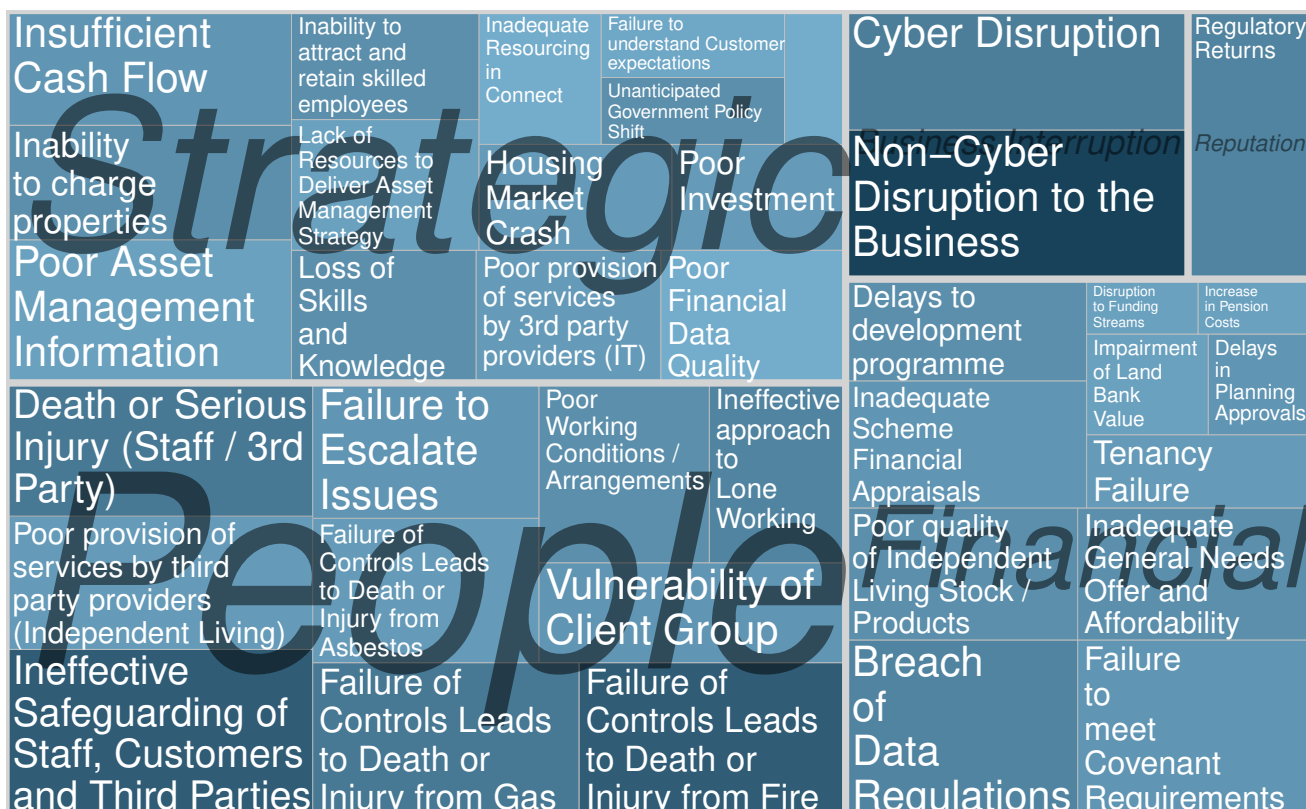 Insufficient
Cash Flow
Inability
to charge
properties
Poor Asset
Management
Information
Inability to
attract and
retain skilled
employees
Lack of
Resources to
Deliver Asset
Management
Strategy
Loss of
Skills
and
Knowledge
Inadequate
Resourcing
in
Connect
Failure to
understand Customer
expectations
Unanticipated
Government Policy
Shift
Housing
Market
Crash
Poor
Investment
Poor provision
of services
by 3rd party
providers (IT)
Poor
Financial
Data
Quality
Strategic
Cyber Disruption
Non-Cyber
Disruption to the
Business
Business Interruption
Regulatory
Returns
Reputation
Death or Serious
Injury (Staff / 3rd
Party)
Poor provision of
services by third
party providers
(Independent Living)
Ineffective
Safeguarding of
Staff, Customers
and Third Parties
Failure to
Escalate
Issues
Failure of
Controls Leads
to Death or
Injury from
Asbestos
Failure of
Controls Leads
to Death or
Injury from Gas
Poor
Working
Conditions /
Arrangements
Ineffective
approach
to
Lone
Working
Vulnerability of
Client Group
Failure of
Controls Leads
to Death or
Injury from Fire
People
Delays to
development
programme
Inadequate
Scheme
Financial
Appraisals
Disruption
to Funding
Streams
Increase
in Pension
Costs
Impairment
of Land
Bank
Value
Delays
in
Planning
Approvals
Tenancy
Failure
Poor quality
of Independent
Living Stock /
Products
Inadequate
General Needs
Offer and
Affordability
Breach
of
Data
Regulations
Failure
to
meet
Covenant
Requirements
Financial